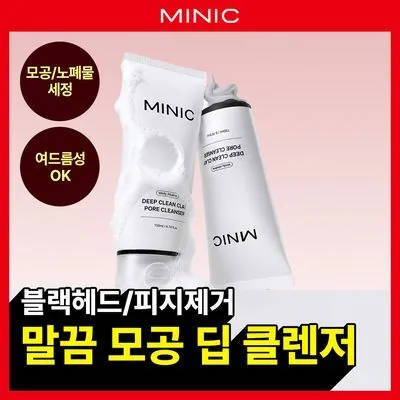 MINIC
모공/노폐물
세정
여드름성
OK
MINIC
DEEP CLEAN CLAY
PORE CLEANSER
MINIC
DEEP CLEAN CLAY
PORE CLEANSER
블랙헤드/피지제거
말끔 모공 딥 클렌저